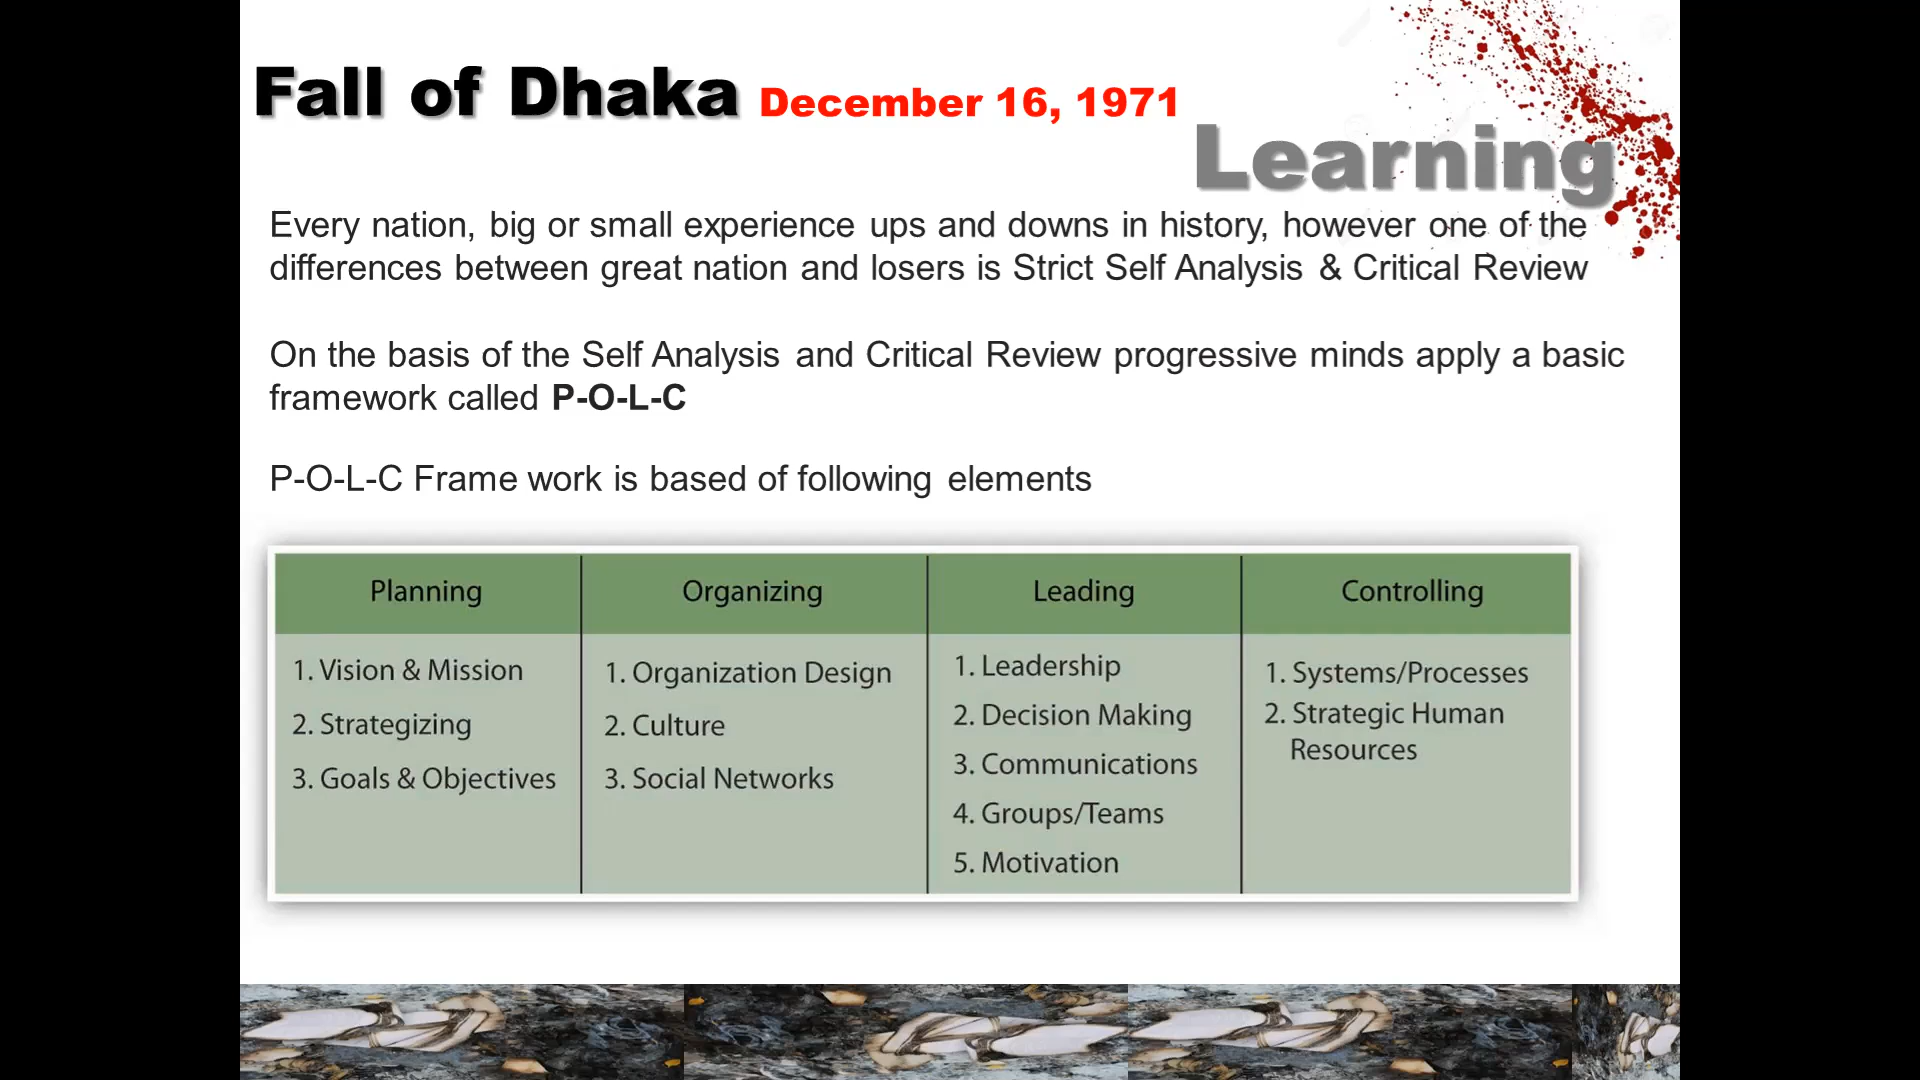 Fall of Dhaka December 16, 1971
Learning
Every nation, big or small experience ups and downs in history, however one of the
differences between great nation and losers is Strict Self Analysis & Critical Review
On the basis of the Self Analysis and Critical Review progressive minds apply a basic
framework called P-O-L-C
P-O-L-C Frame work is based of following elements
Planning
1. Vision & Mission
2. Strategizing
3. Goals & Objectives
Organizing
1. Organization Design
2. Culture
3. Social Networks
Leading
1. Leadership
2. Decision Making
3. Communications
4. Groups/Teams
5. Motivation
Controlling
1. Systems/Processes
2. Strategic Human
Resources